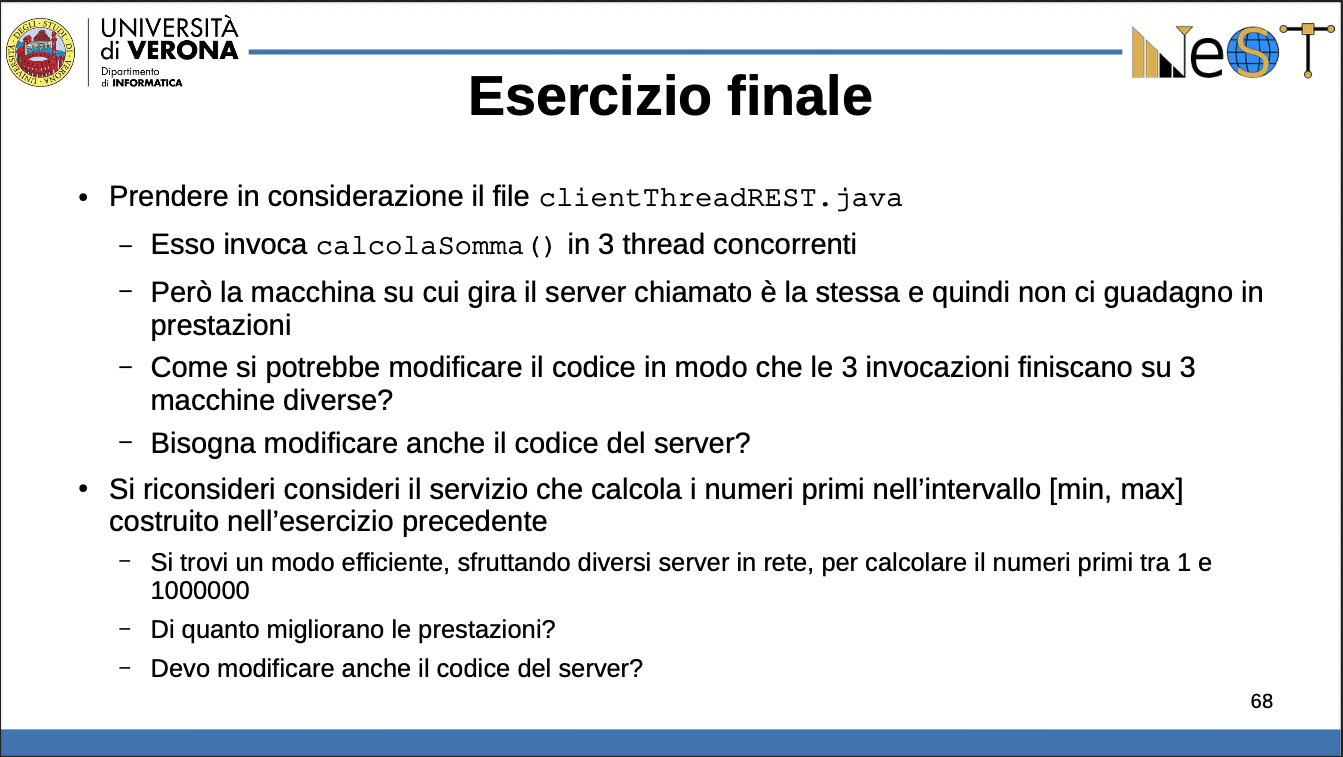 UNIVERSITÀ
di VERONA
Dipartimento
di INFORMATICA
NeST
Esercizio finale
• Prendere in considerazione il file clientThreadREST.java
– Esso invoca calcolaSomma() in 3 thread concorrenti
– Però la macchina su cui gira il server chiamato è la stessa e quindi non ci guadagno in
prestazioni
– Come si potrebbe modificare il codice in modo che le 3 invocazioni finiscano su 3
macchine diverse?
– Bisogna modificare anche il codice del server?
• Si riconsideri consideri il servizio che calcola i numeri primi nell’intervallo [min, max]
costruito nell’esercizio precedente
– Si trovi un modo efficiente, sfruttando diversi server in rete, per calcolare il numeri primi tra 1 e
1000000
– Di quanto migliorano le prestazioni?
– Devo modificare anche il codice del server?
68